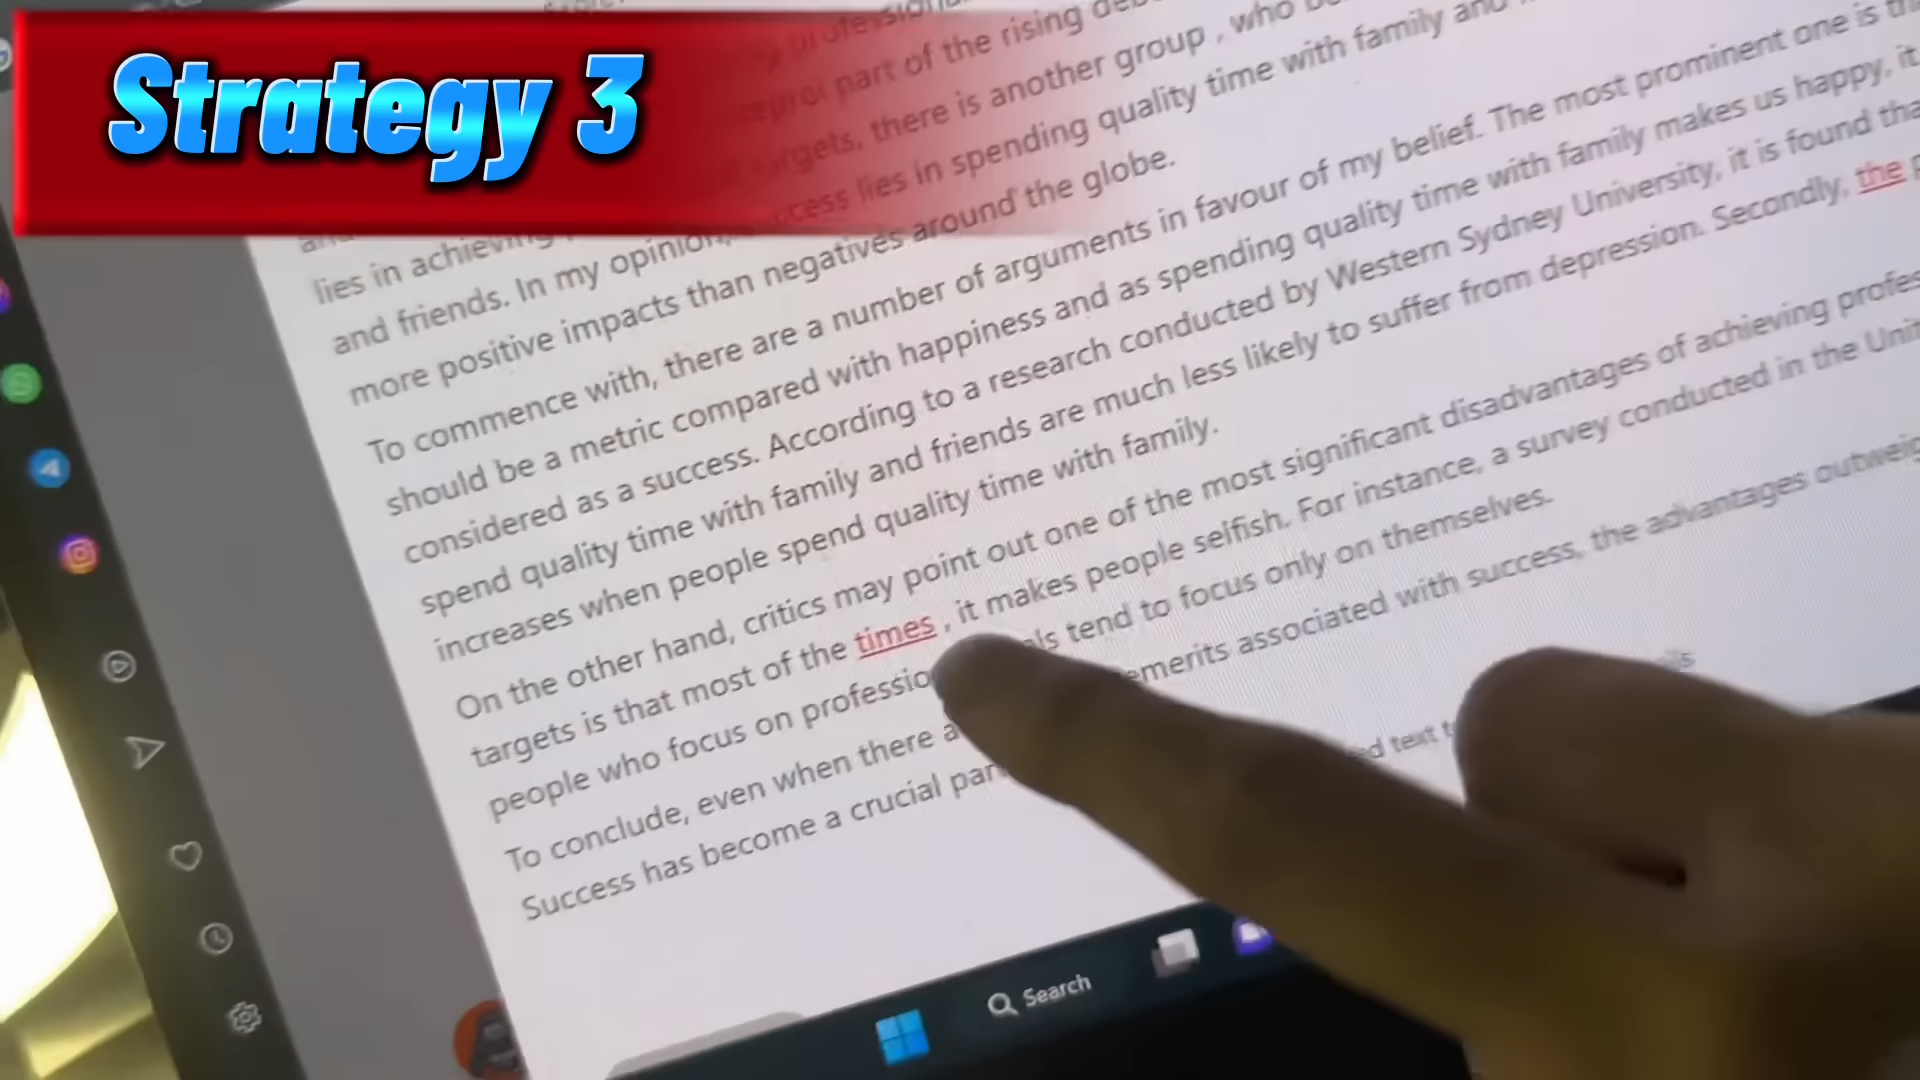 Strategy 3
part of the rising
targets, there is another group , who
success lies in spending quality time with family and
lies in achieving
and friends. In my opinion,
more positive impacts than negatives around the globe.
To commence with, there are a number of arguments in favour of my belief. The most prominent one is
should be a metric compared with happiness and as spending quality time with family makes us happy, it
considered as a success. According to a research conducted by Western Sydney University, it is found
spend quality time with family and friends are much less likely to suffer from depression. Secondly, the
increases when people spend quality time with family.
On the other hand, critics may point out one of the most significant disadvantages of achieving
targets is that most of the times , it makes people selfish. For instance, a survey conducted in the
people who focus on tend to focus only on themselves.
To conclude, even when there associated with success, the advantages
Success has become a crucial
text
Search